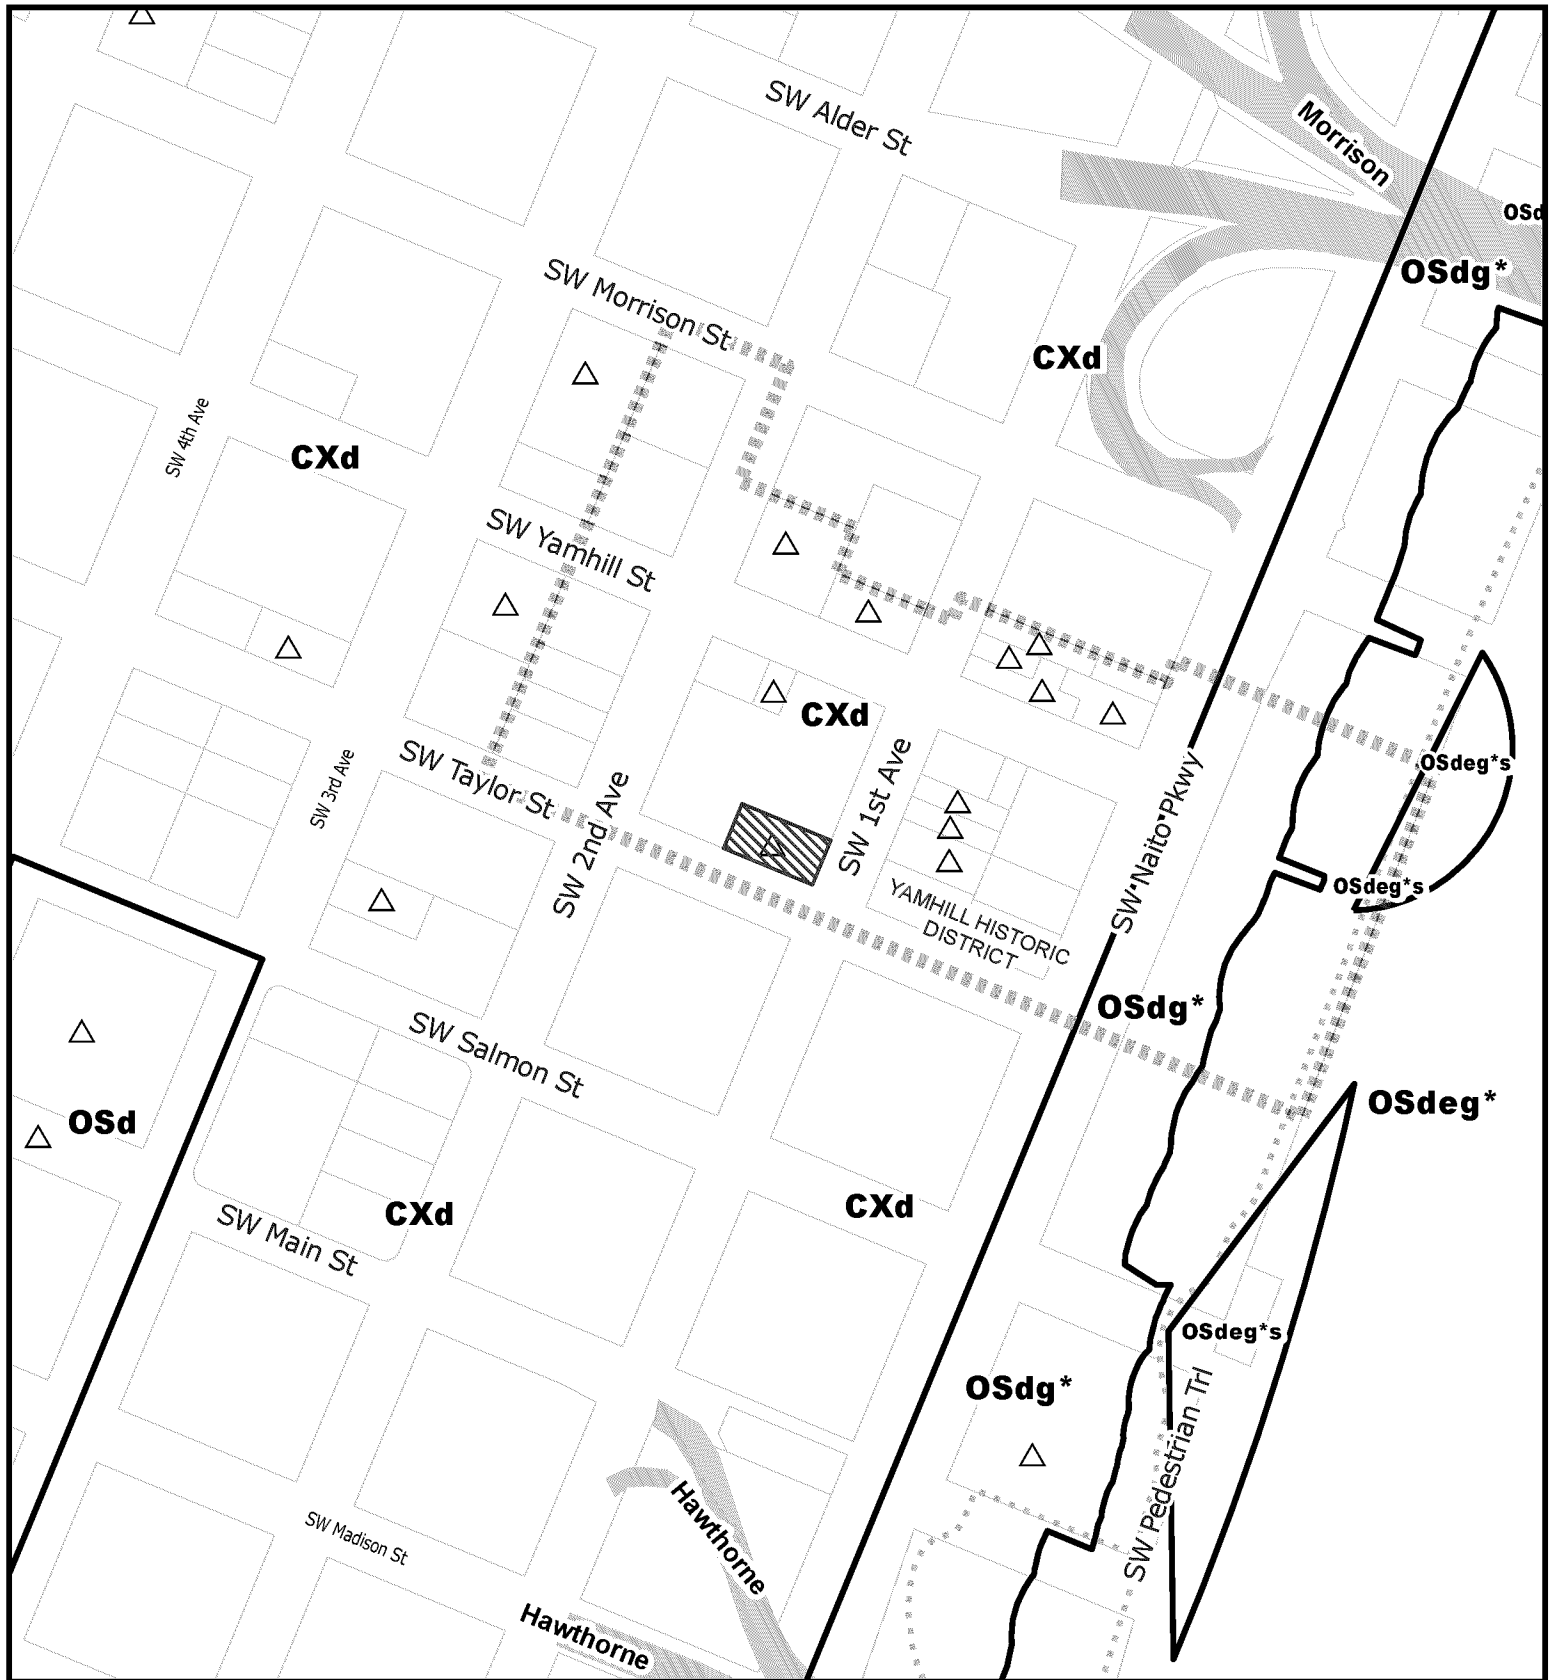 SW Alder St
Morrison
OSd
OSdg*
SW Morrison St
CXd
SW 4th Ave
CXd
SW Yamhill St
CXd
SW Taylor St
SW 3rd Ave
SW 2nd Ave
SW 1st Ave
SW Naito Pkwy
OSdeg*s
OSdeg*s
YAMHILL HISTORIC
DISTRICT
OSdg*
SW Salmon St
OSd
OSdeg*
CXd
CXd
SW Main St
OSdeg*s
OSdg*
SW Pedestrian Trl
Hawthorne
SW Madison St
Hawthorne